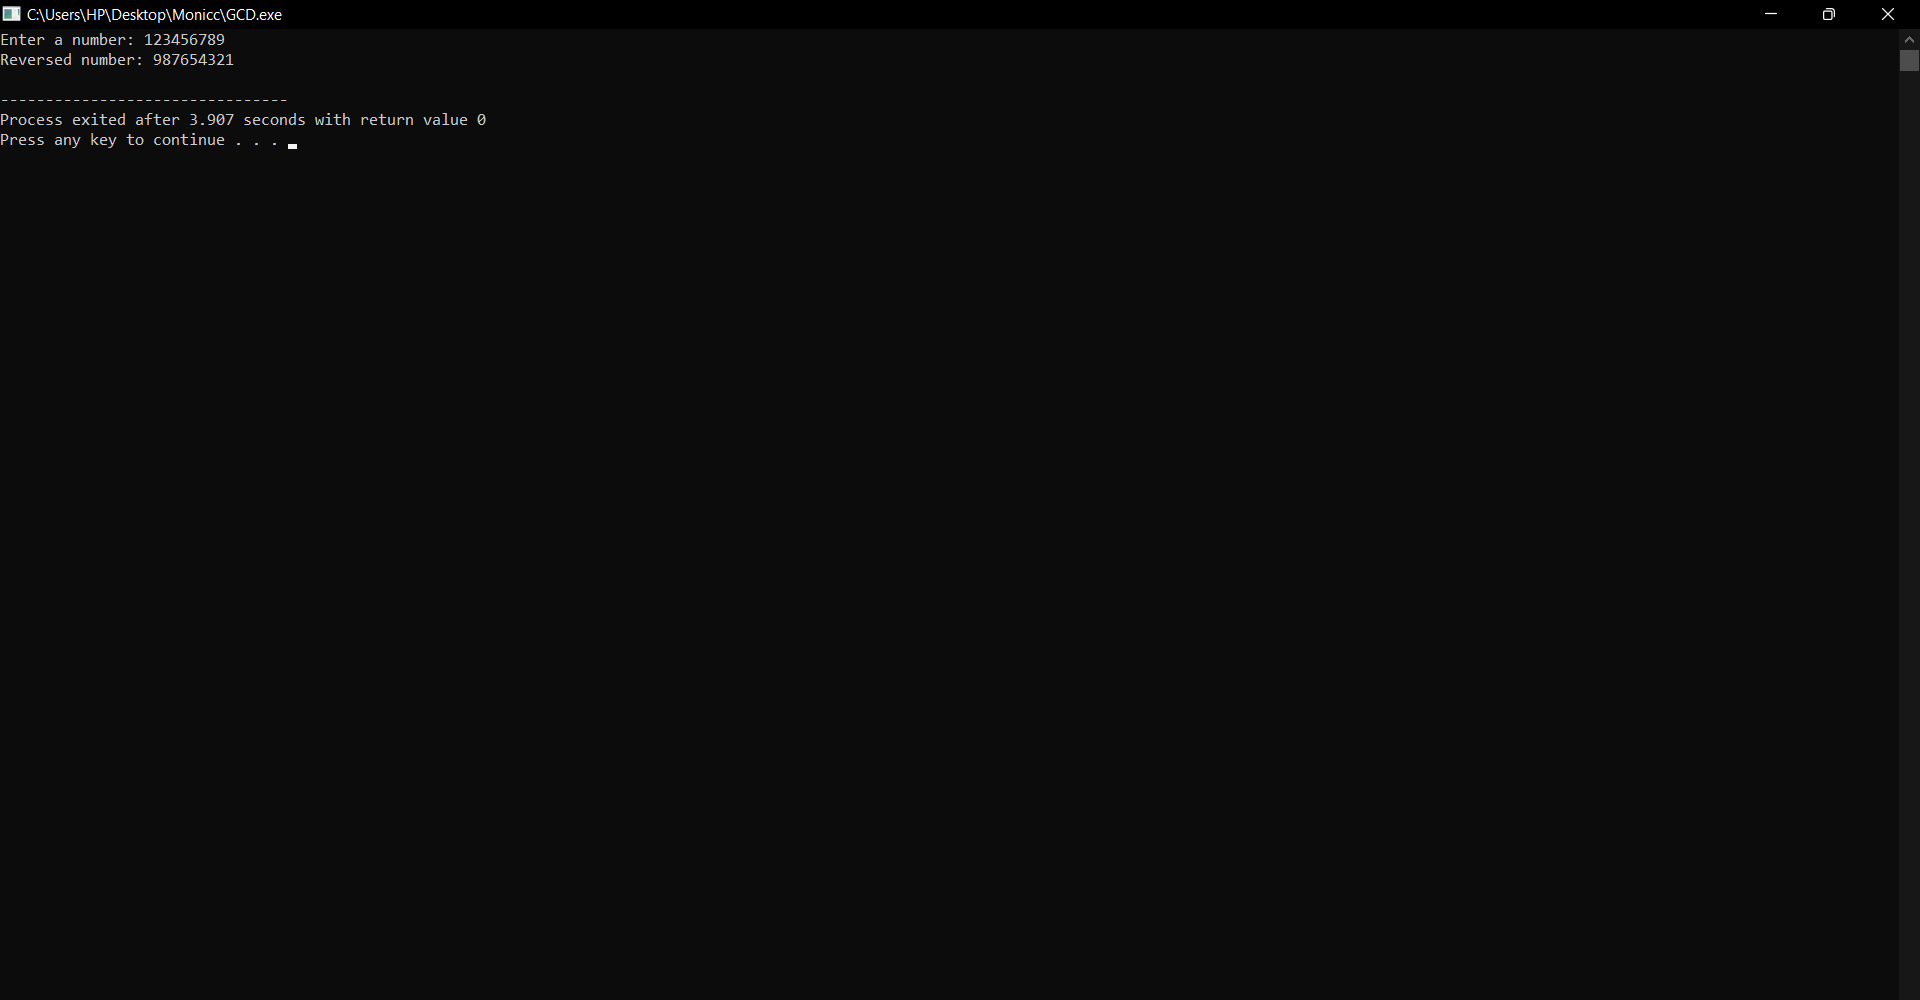 C:\Users\HP\Desktop\Monicc\GCD.exe
Enter a number: 123456789
Reversed number: 987654321
--------------------------------
Process exited after 3.907 seconds with return value 0
Press any key to continue . . .